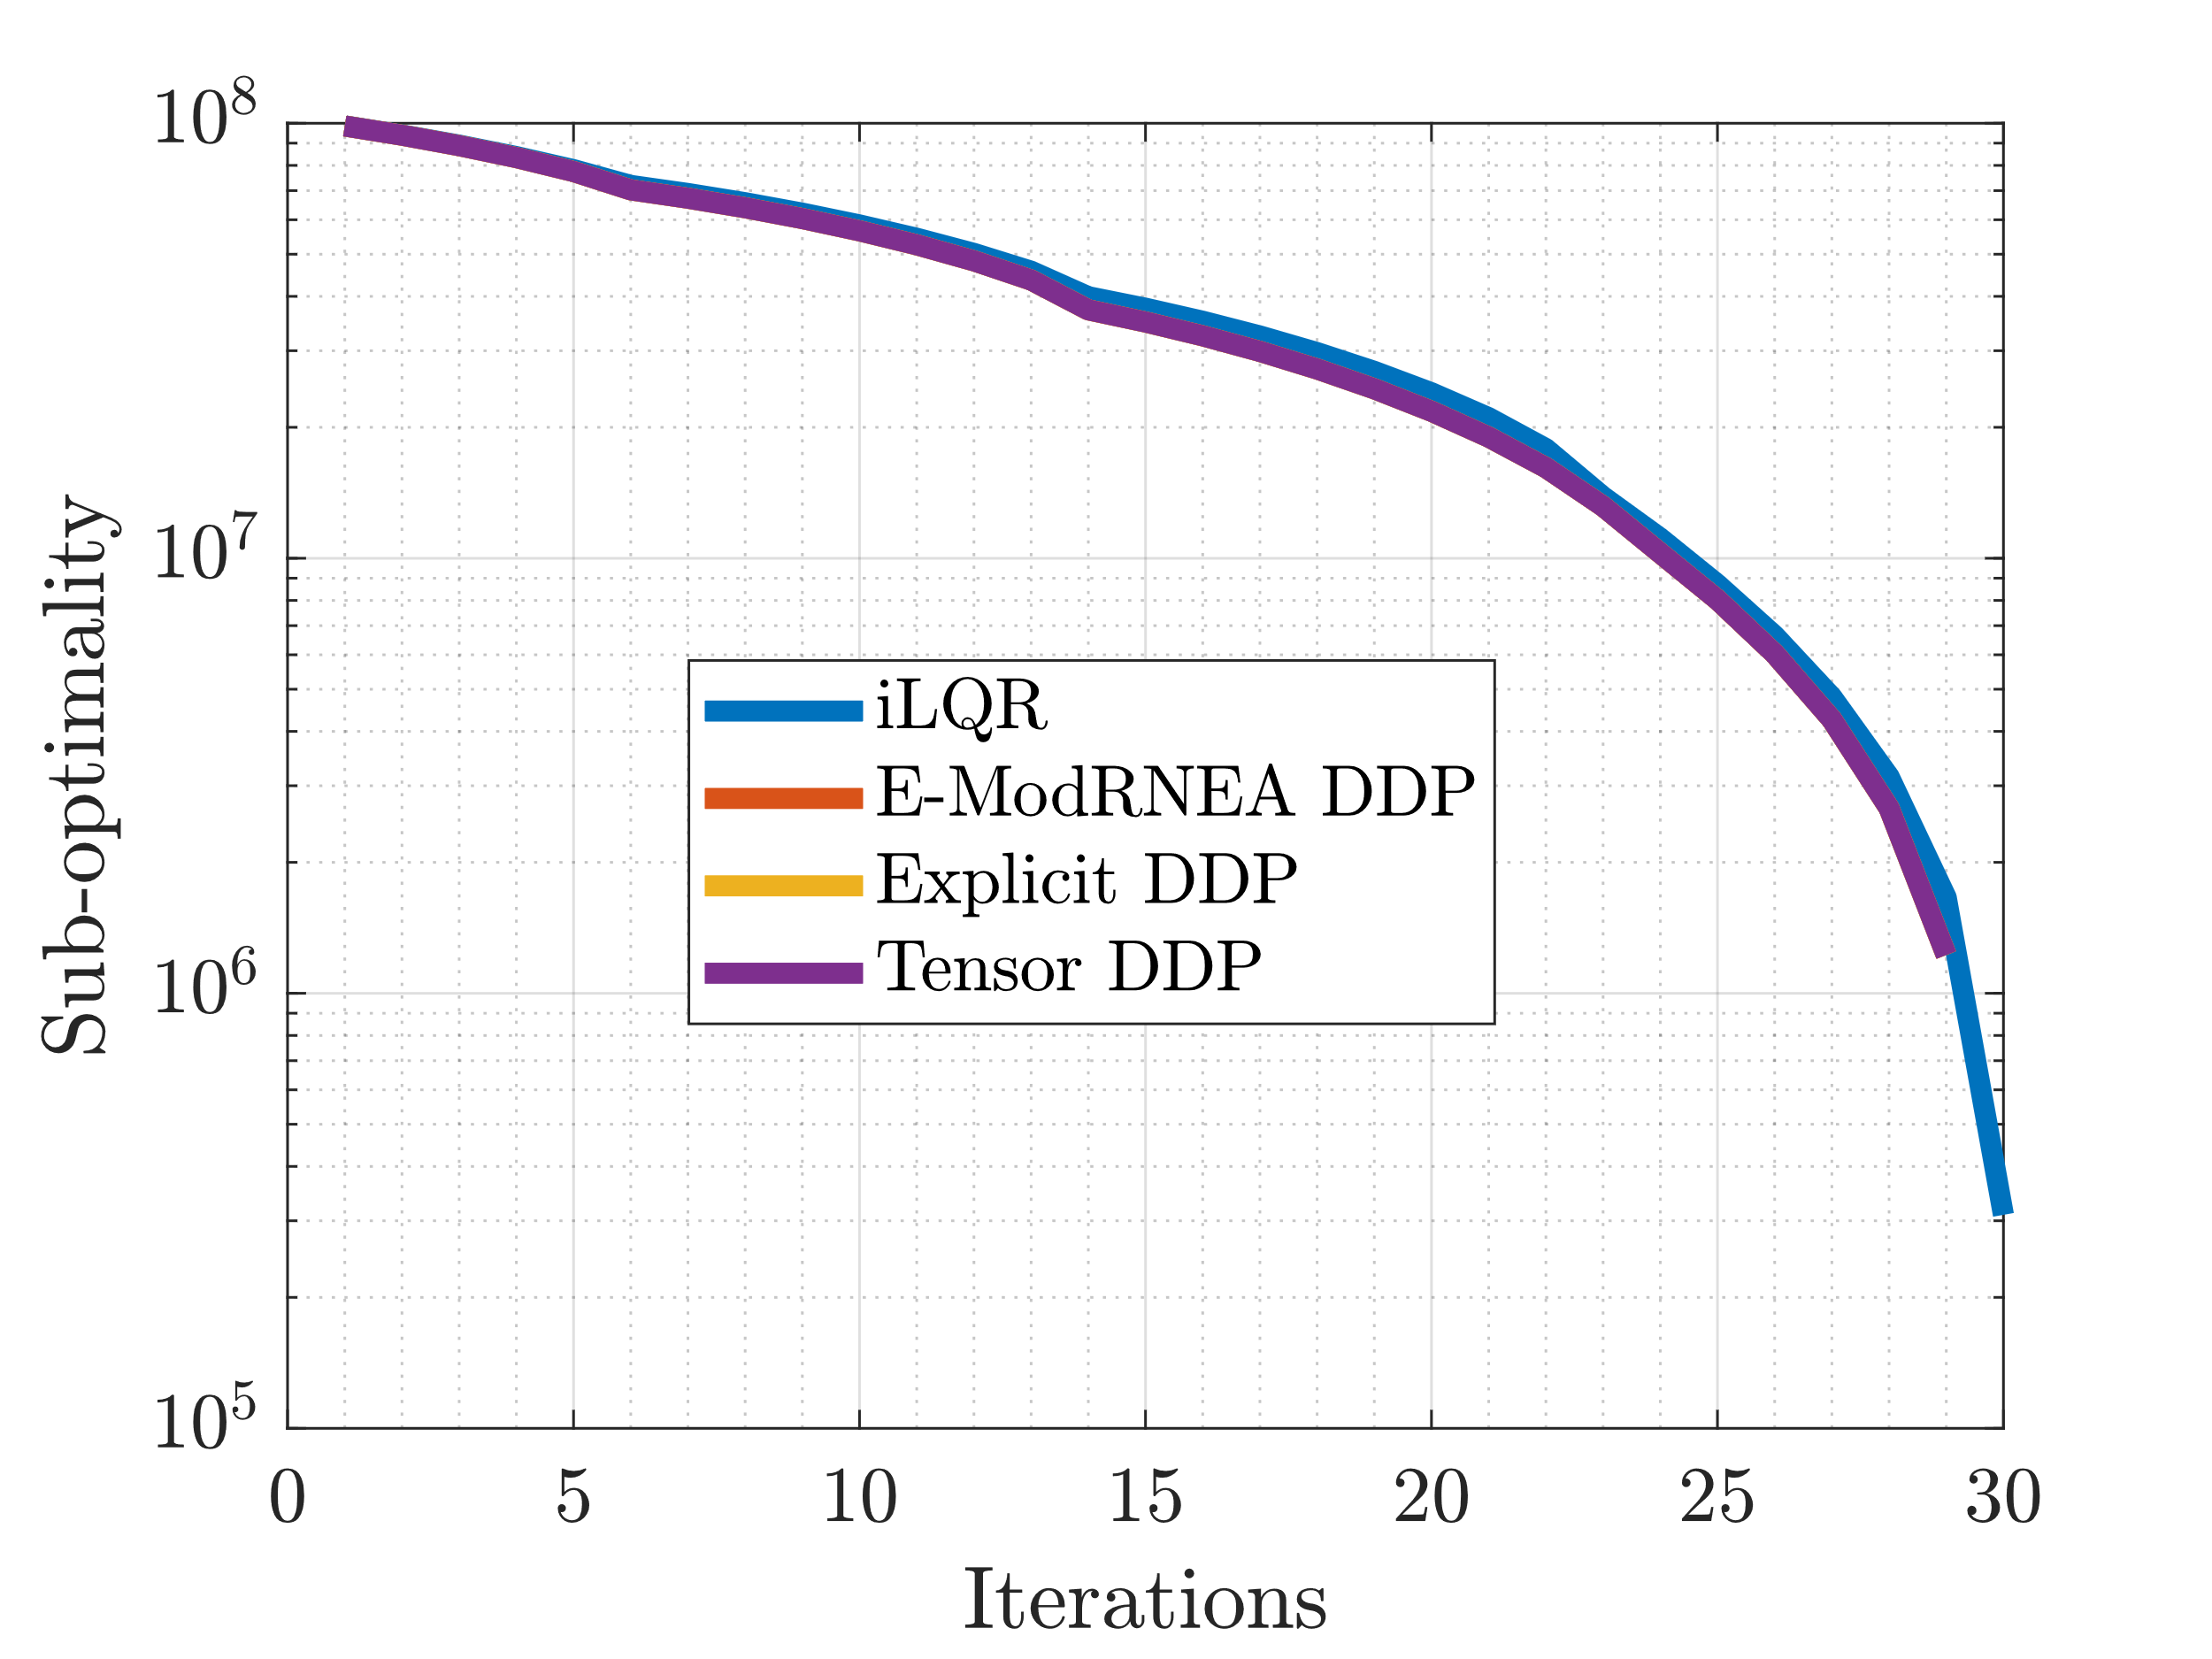 10^8
10^7
10^6
10^5
Sub-optimality
iLQR
E-ModRNEA DDP
Explicit DDP
Tensor DDP
0 5 10 15 20 25 30
Iterations